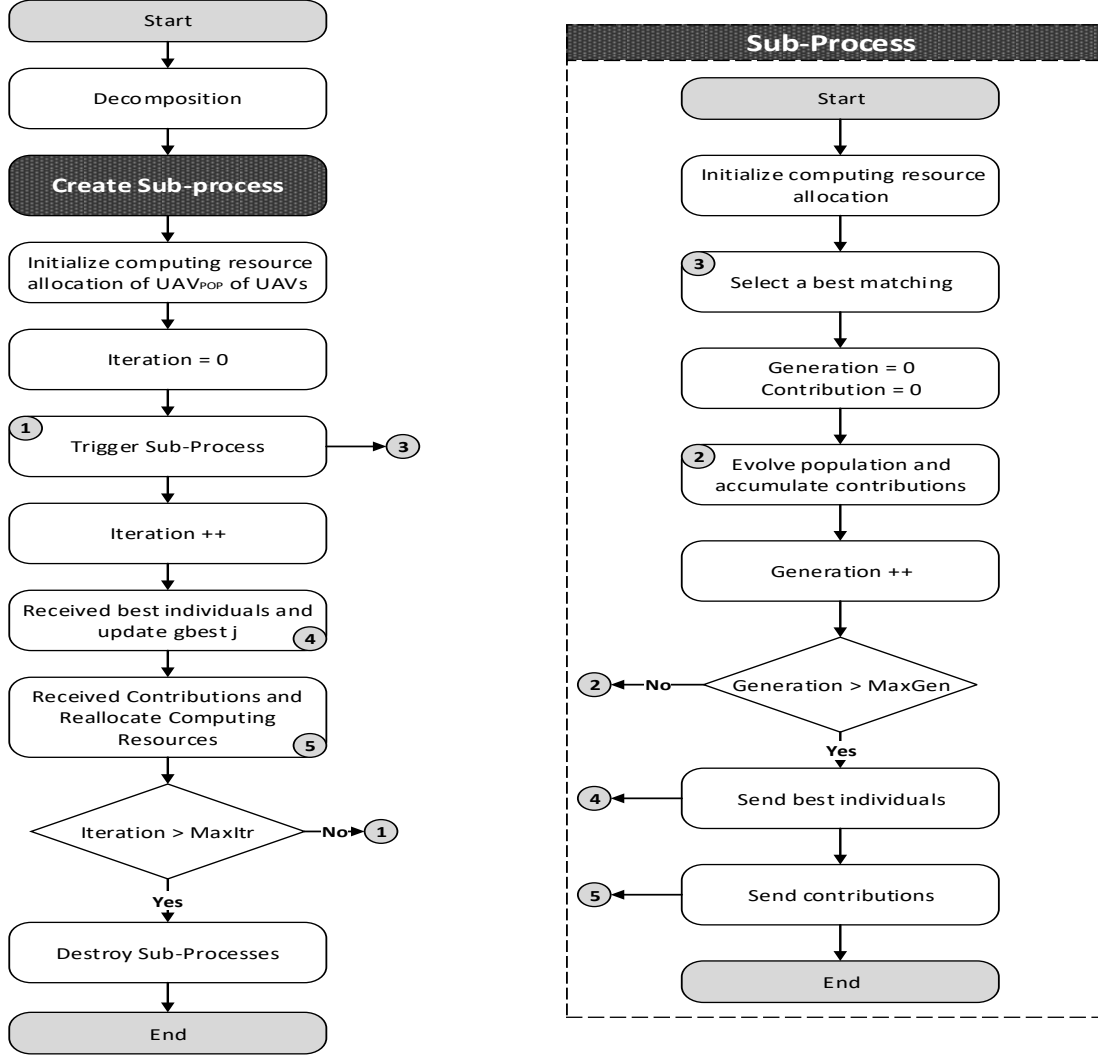 Start
Decomposition
Create Sub-process
Initialize computing resource
allocation of UAVPOP of UAVs
Iteration = 0
1
Trigger Sub-Process
3
Iteration ++
Received best individuals and
update gbest j
4
Received Contributions and
Reallocate Computing
Resources
5
Iteration > MaxItr
No
1
Yes
Destroy Sub-Processes
End
Sub-Process
Start
Initialize computing resource
allocation
3
Select a best matching
Generation = 0
Contribution = 0
2
Evolve population and
accumulate contributions
Generation ++
2
No
Generation > MaxGen
Yes
4
Send best individuals
5
Send contributions
End